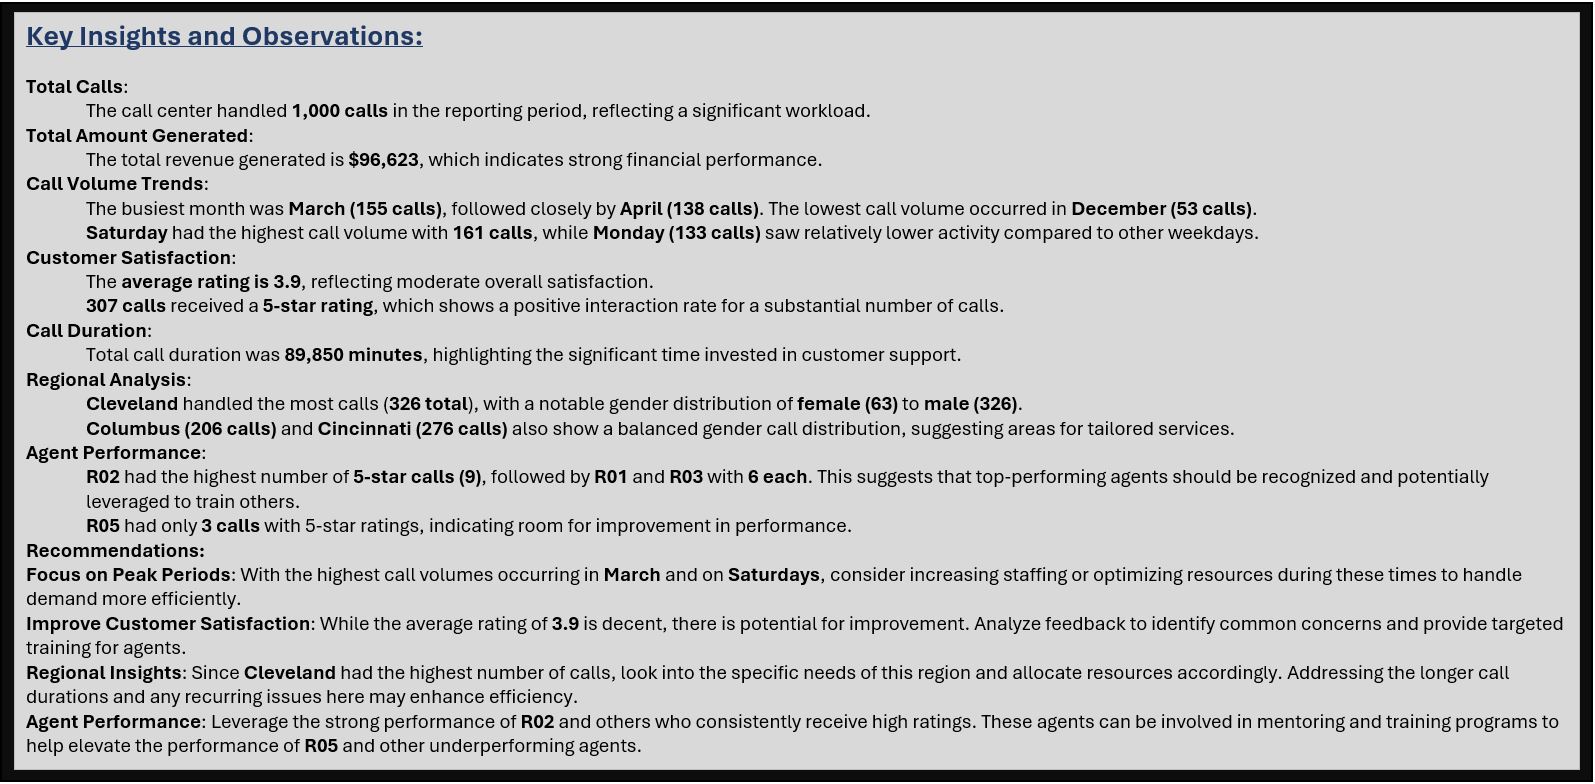 Key Insights and Observations:
Total Calls:
The call center handled 1,000 calls in the reporting period, reflecting a significant workload.
Total Amount Generated:
The total revenue generated is $96,623, which indicates strong financial performance.
Call Volume Trends:
The busiest month was March (155 calls), followed closely by April (138 calls). The lowest call volume occurred in December (53 calls).
Saturday had the highest call volume with 161 calls, while Monday (133 calls) saw relatively lower activity compared to other weekdays.
Customer Satisfaction:
The average rating is 3.9, reflecting moderate overall satisfaction.
307 calls received a 5-star rating, which shows a positive interaction rate for a substantial number of calls.
Call Duration:
Total call duration was 89,850 minutes, highlighting the significant time invested in customer support.
Regional Analysis:
Cleveland handled the most calls (326 total), with a notable gender distribution of female (63) to male (326).
Columbus (206 calls) and Cincinnati (276 calls) also show a balanced gender call distribution, suggesting areas for tailored services.
Agent Performance:
R02 had the highest number of 5-star calls (9), followed by R01 and R03 with 6 each. This suggests that top-performing agents should be recognized and potentially
leveraged to train others.
R05 had only 3 calls with 5-star ratings, indicating room for improvement in performance.
Recommendations:
Focus on Peak Periods: With the highest call volumes occurring in March and on Saturdays, consider increasing staffing or optimizing resources during these times to handle
demand more efficiently.
Improve Customer Satisfaction: While the average rating of 3.9 is decent, there is potential for improvement. Analyze feedback to identify common concerns and provide targeted
training for agents.
Regional Insights: Since Cleveland had the highest number of calls, look into the specific needs of this region and allocate resources accordingly. Addressing the longer call
durations and any recurring issues here may enhance efficiency.
Agent Performance: Leverage the strong performance of R02 and others who consistently receive high ratings. These agents can be involved in mentoring and training programs to
help elevate the performance of R05 and other underperforming agents.